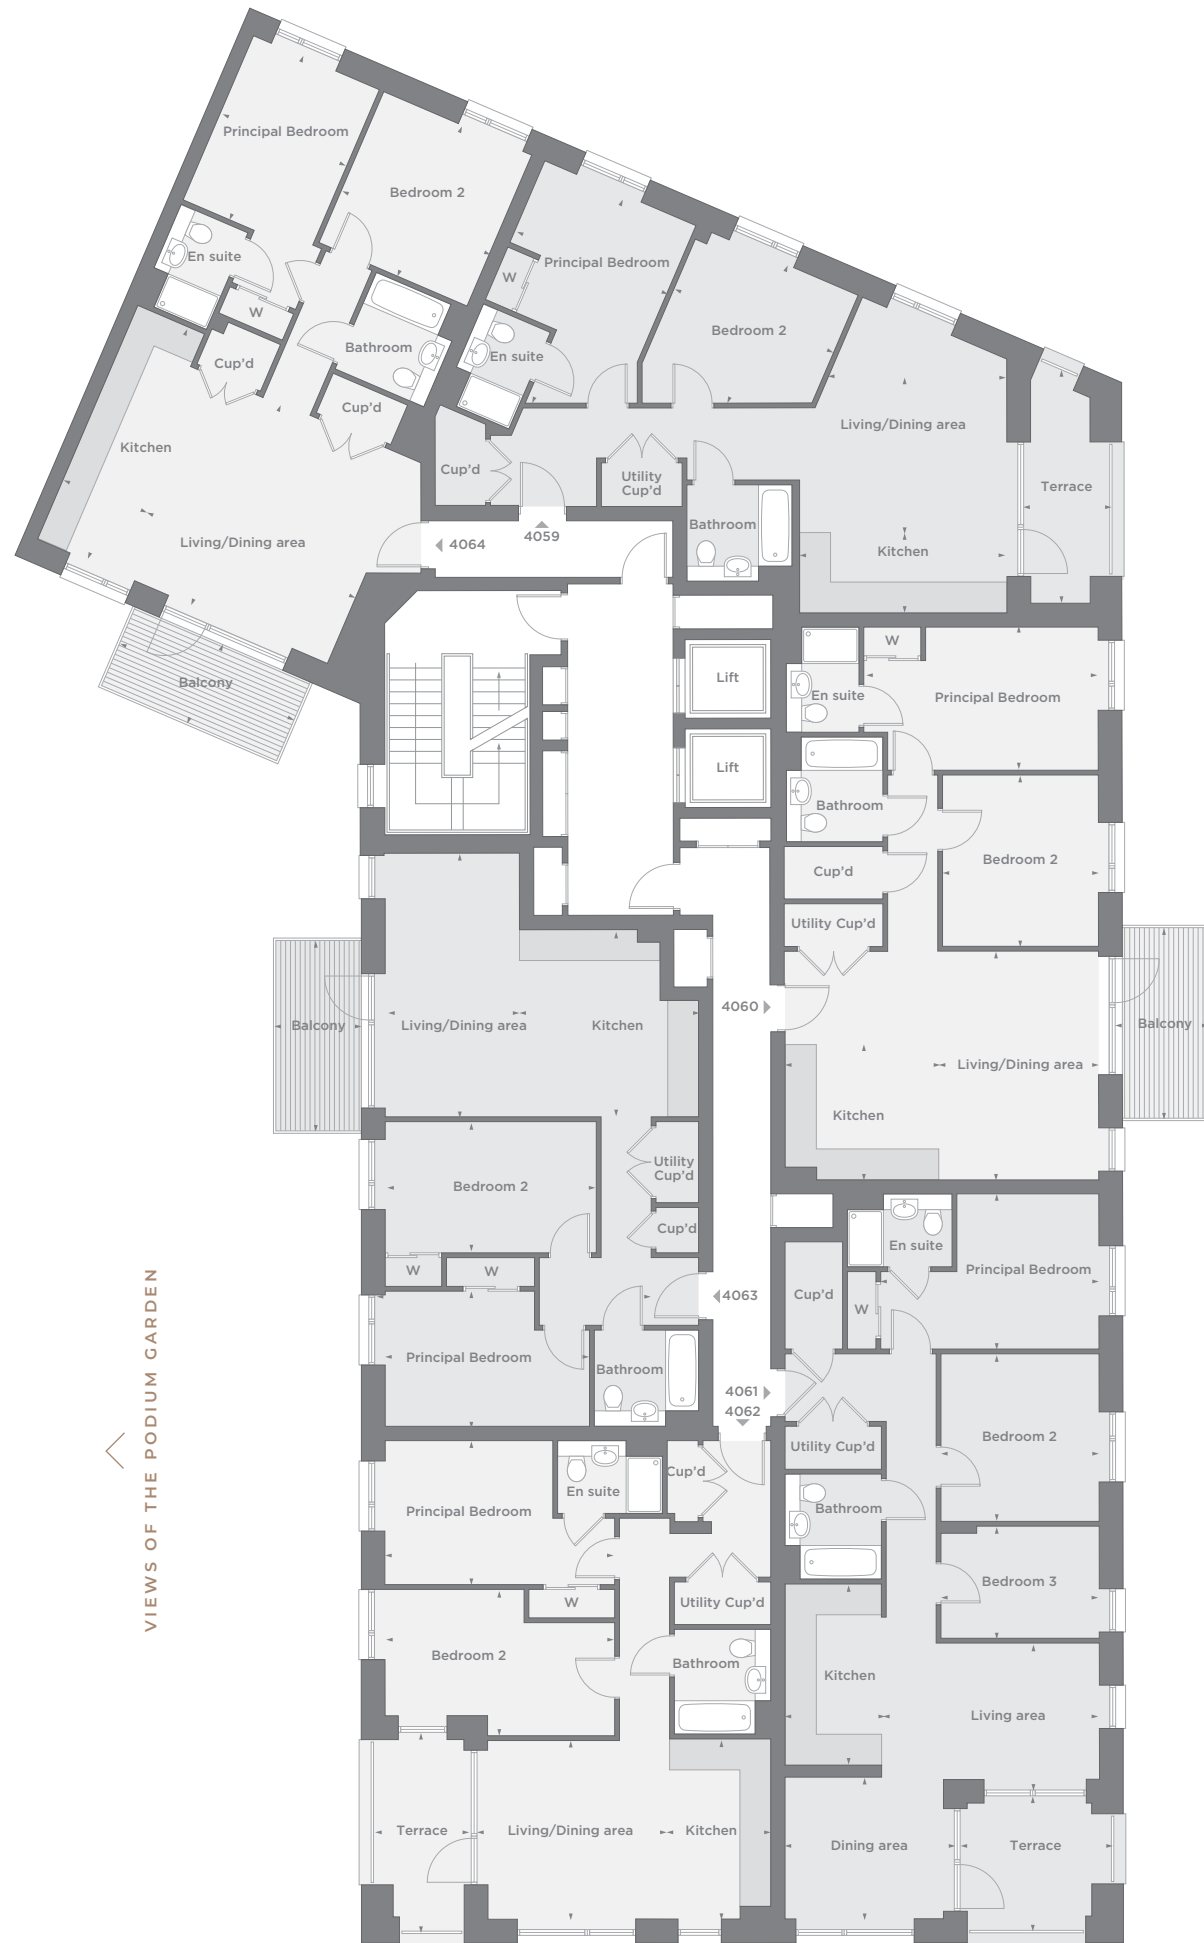 Principal Bedroom
Bedroom 2
En suite
W
Bathroom
Cup'd
Cup'd
Kitchen
Living/Dining area
Balcony
4064
Principal Bedroom
W
En suite
Bedroom 2
Living/Dining area
Cup'd
Utility
Cup'd
Bathroom
Kitchen
Terrace
4059
Lift
Lift
W
En suite
Principal Bedroom
Bathroom
Bedroom 2
Cup'd
Utility Cup'd
4060
Living/Dining area
Kitchen
Balcony
Balcony
Living/Dining area
Kitchen
Utility
Cup'd
Bedroom 2
Cup'd
W
W
4063
Principal Bedroom
Bathroom
En suite
Principal Bedroom
Cup'd
W
4061
4062
Bedroom 2
Utility Cup'd
Bathroom
Bedroom 3
Kitchen
Living area
Dining area
Terrace
Cup'd
En suite
Principal Bedroom
W
Utility Cup'd
Bedroom 2
Bathroom
Terrace
Living/Dining area
Kitchen
VIEWS OF THE PODIUM GARDEN